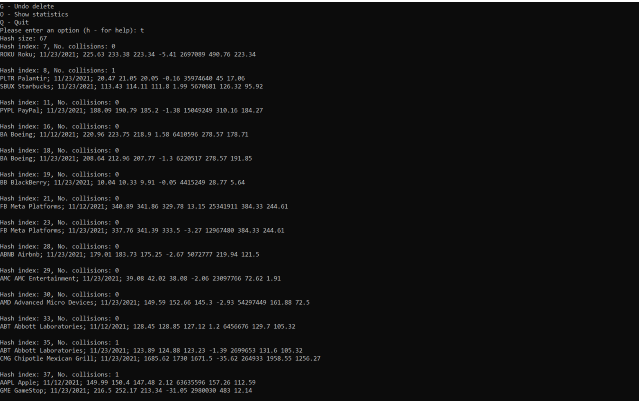 G - Undo delete
O - Show statistics
Q - Quit
Please enter an option (h - for help): t
Hash size: 67
Hash index: 7, No. collisions: 0
ROKU Roku; 11/23/2021; 225.63 233.38 223.34 -5.41 2697089 490.76 223.34
Hash index: 8, No. collisions: 1
PLTR Palantir; 11/23/2021; 20.47 21.05 20.05 -0.16 35974640 45 17.06
SBUX Starbucks; 11/23/2021; 113.43 114.11 111.8 1.99 5670681 126.32 95.92
Hash index: 11, No. collisions: 0
PYPL PayPal; 11/23/2021; 188.09 190.79 185.2 -1.38 15049249 310.16 184.27
Hash index: 16, No. collisions: 0
BA Boeing; 11/12/2021; 220.96 223.75 218.9 1.58 6410596 278.57 178.71
Hash index: 18, No. collisions: 0
BA Boeing; 11/23/2021; 208.64 212.96 207.77 -1.3 6220517 278.57 191.85
Hash index: 19, No. collisions: 0
BB BlackBerry; 11/23/2021; 10.04 10.33 9.91 -0.05 4415249 28.77 5.64
Hash index: 21, No. collisions: 0
FB Meta Platforms; 11/12/2021; 340.89 341.86 329.78 13.15 25341911 384.33 244.61
Hash index: 23, No. collisions: 0
FB Meta Platforms; 11/23/2021; 337.76 341.39 333.5 -3.27 12967480 384.33 244.61
Hash index: 28, No. collisions: 0
ABNB Airbnb; 11/23/2021; 179.01 183.73 175.25 -2.67 5072777 219.94 121.5
Hash index: 29, No. collisions: 0
AMC AMC Entertainment; 11/23/2021; 39.08 42.02 38.08 -2.06 23097766 72.62 1.91
Hash index: 30, No. collisions: 0
AMD Advanced Micro Devices; 11/23/2021; 149.59 152.66 145.3 -2.93 54297449 161.88 72.5
Hash index: 33, No. collisions: 0
ABT Abbott Laboratories; 11/12/2021; 128.45 128.85 127.12 1.2 6456676 129.7 105.32
Hash index: 35, No. collisions: 1
ABT Abbott Laboratories; 11/23/2021; 123.89 124.88 123.23 -1.39 2699653 131.6 105.32
CMG Chipotle Mexican Grill; 11/23/2021; 1685.62 1730 1671.5 -35.62 264933 1958.55 1256.27
Hash index: 37, No. collisions: 1
AAPL Apple; 11/12/2021; 149.99 150.4 147.48 2.12 63635596 157.26 112.59
GME GameStop; 11/23/2021; 216.5 252.17 213.34 -31.05 2980030 483 12.14